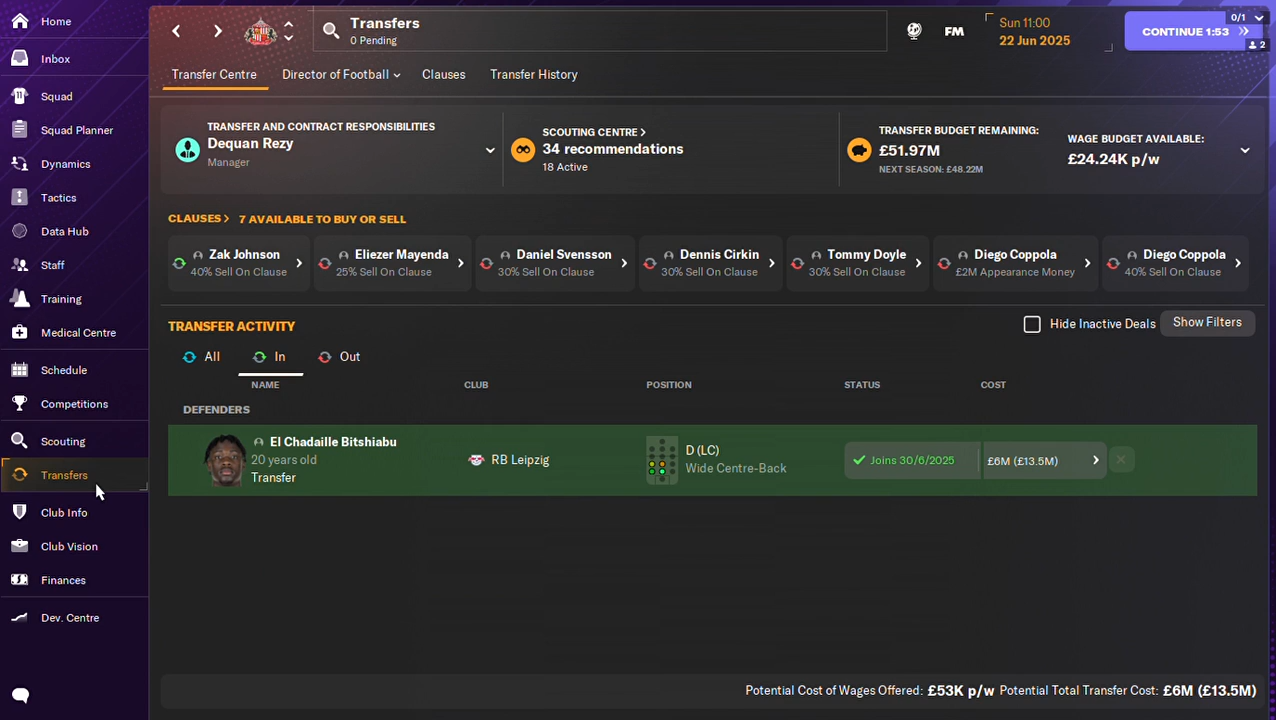 Home
Inbox
Squad
Squad Planner
Dynamics
Tactics
Data Hub
Staff
Training
Medical Centre
Schedule
Competitions
Scouting
Transfers
Club Info
Club Vision
Finances
Dev. Centre
Transfers
0 Pending
FM
Sun 11:00
22 Jun 2025
CONTINUE 1:53
0/1
2
Transfer Centre
Director of Football
Clauses
Transfer History
TRANSFER AND CONTRACT RESPONSIBILITIES
Dequan Rezy
Manager
SCOUTING CENTRE >
34 recommendations
18 Active
TRANSFER BUDGET REMAINING:
£51.97M
NEXT SEASON: £48.22M
WAGE BUDGET AVAILABLE:
£24.24K p/w
CLAUSES > 7 AVAILABLE TO BUY OR SELL
Zak Johnson
40% Sell On Clause
Eliezer Mayenda
25% Sell On Clause
Daniel Svensson
30% Sell On Clause
Dennis Cirkin
30% Sell On Clause
Tommy Doyle
30% Sell On Clause
Diego Coppola
£2M Appearance Money
Diego Coppola
40% Sell On Clause
TRANSFER ACTIVITY
Hide Inactive Deals
Show Filters
All
In
Out
NAME CLUB POSITION STATUS COST
DEFENDERS
El Chadaille Bitshiabu
20 years old
Transfer
RB Leipzig
D (LC)
Wide Centre-Back
Joins 30/6/2025
£6M (£13.5M)
Potential Cost of Wages Offered: £53K p/w Potential Total Transfer Cost: £6M (£13.5M)